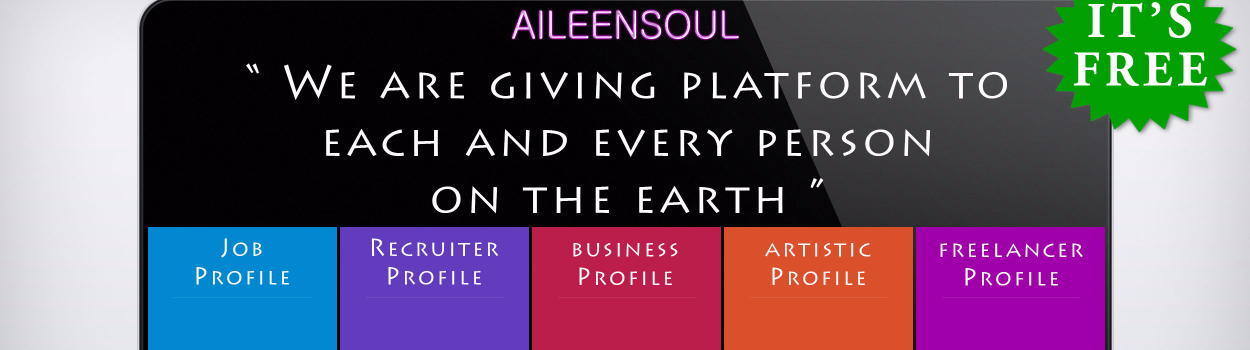 AILEENSOUL
IT'S
FREE
“ WE ARE GIVING PLATFORM TO
EACH AND EVERY PERSON
ON THE EARTH ”
JOB
PROFILE
RECRUITER
PROFILE
BUSINESS
PROFILE
ARTISTIC
PROFILE
FREELANCER
PROFILE